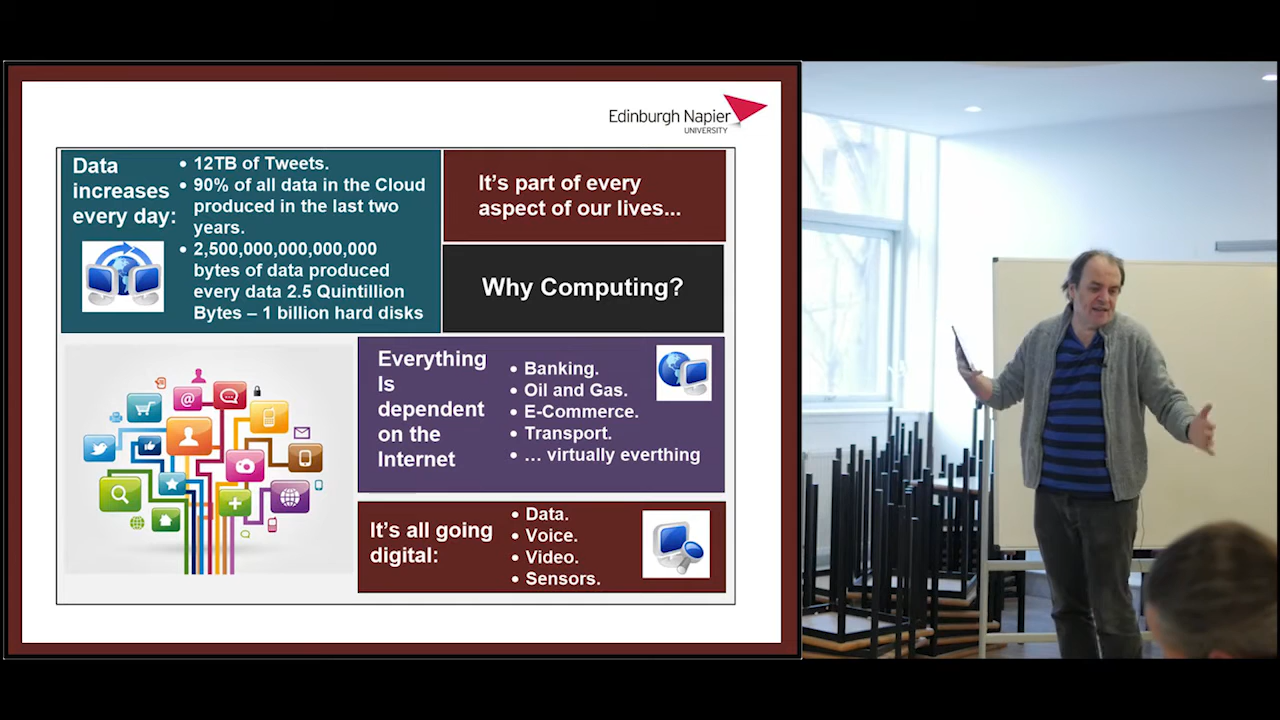 Edinburgh Napier
UNIVERSITY
Data
increases
every day:
• 12TB of Tweets.
• 90% of all data in the Cloud
produced in the last two
years.
• 2,500,000,000,000,000
bytes of data produced
every data 2.5 Quintillion
Bytes – 1 billion hard disks
It's part of every
aspect of our lives...
Why Computing?
Everything
Is
dependent
on the
Internet
• Banking.
• Oil and Gas.
• E-Commerce.
• Transport.
• … virtually everthing
It's all going
digital:
• Data.
• Voice.
• Video.
• Sensors.